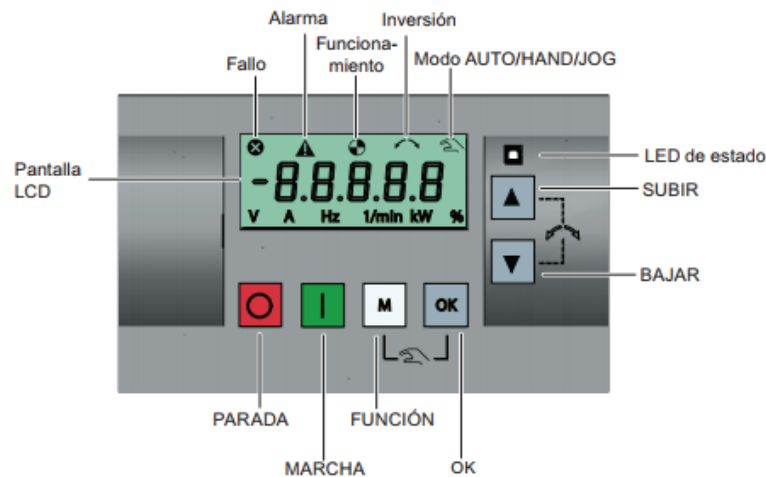 Alarma
Inversión
Funciona-
miento
Fallo
Modo AUTO/HAND/JOG
Pantalla
LCD
-8.8.8.8.8
V A Hz 1/min kW %
LED de estado
SUBIR
BAJAR
M
OK
PARADA
FUNCIÓN
MARCHA
OK